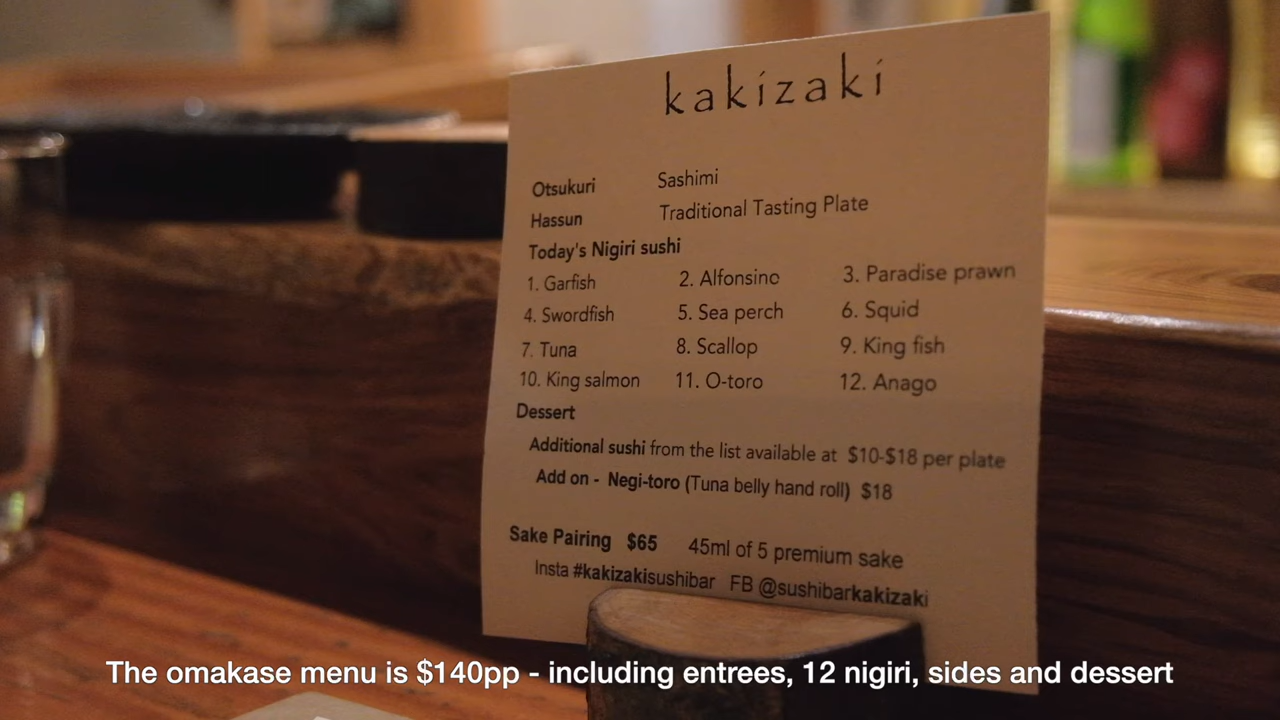 kakizaki
Otsukuri Sashimi
Hassun Traditional Tasting Plate
Today's Nigiri sushi
1. Garfish 2. Alfonsino 3. Paradise prawn
4. Swordfish 5. Sea perch 6. Squid
7. Tuna 8. Scallop 9. King fish
10. King salmon 11. O-toro 12. Anago
Dessert
Additional sushi from the list available at $10-$18 per plate
Add on - Negi-toro (Tuna belly hand roll) $18
Sake Pairing $65 45ml of 5 premium sake
Insta #kakizakisushibar FB @sushibarkakizaki
The omakase menu is $140pp - including entrees, 12 nigiri, sides and dessert